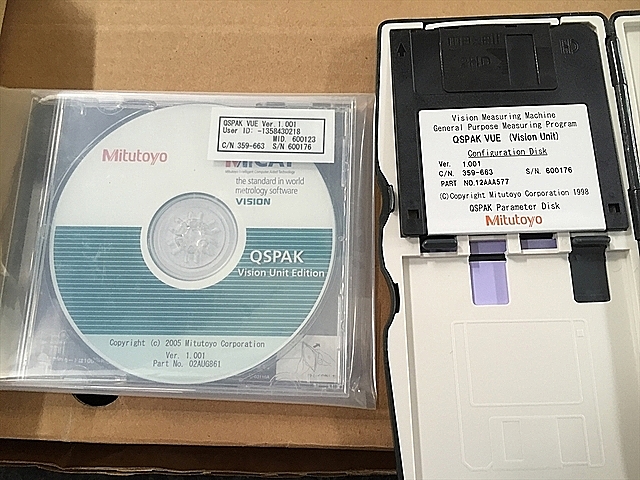 QSPAK VUE Ver.1.001
User ID: -1358430218
MID. 600123
C/N 359-663 S/N 600176
Mitutoyo
MiCAT
the standard in world
metrology software
VISION
QSPAK
Vision Unit Edition
Copyright (c) 2005 Mitutoyo Corporation
Ver. 1.001
Part No. 02AUG861
Vision Measuring Machine
General Purpose Measuring Program
QSPAK VUE (Vision Unit)
Configuration Disk
Ver. 1.001
C/N. 359-663 S/N. 600176
PART NO.12AAA577
(C)Copyright Mitutoyo Corporation 1998
QSPAK Parameter Disk
Mitutoyo